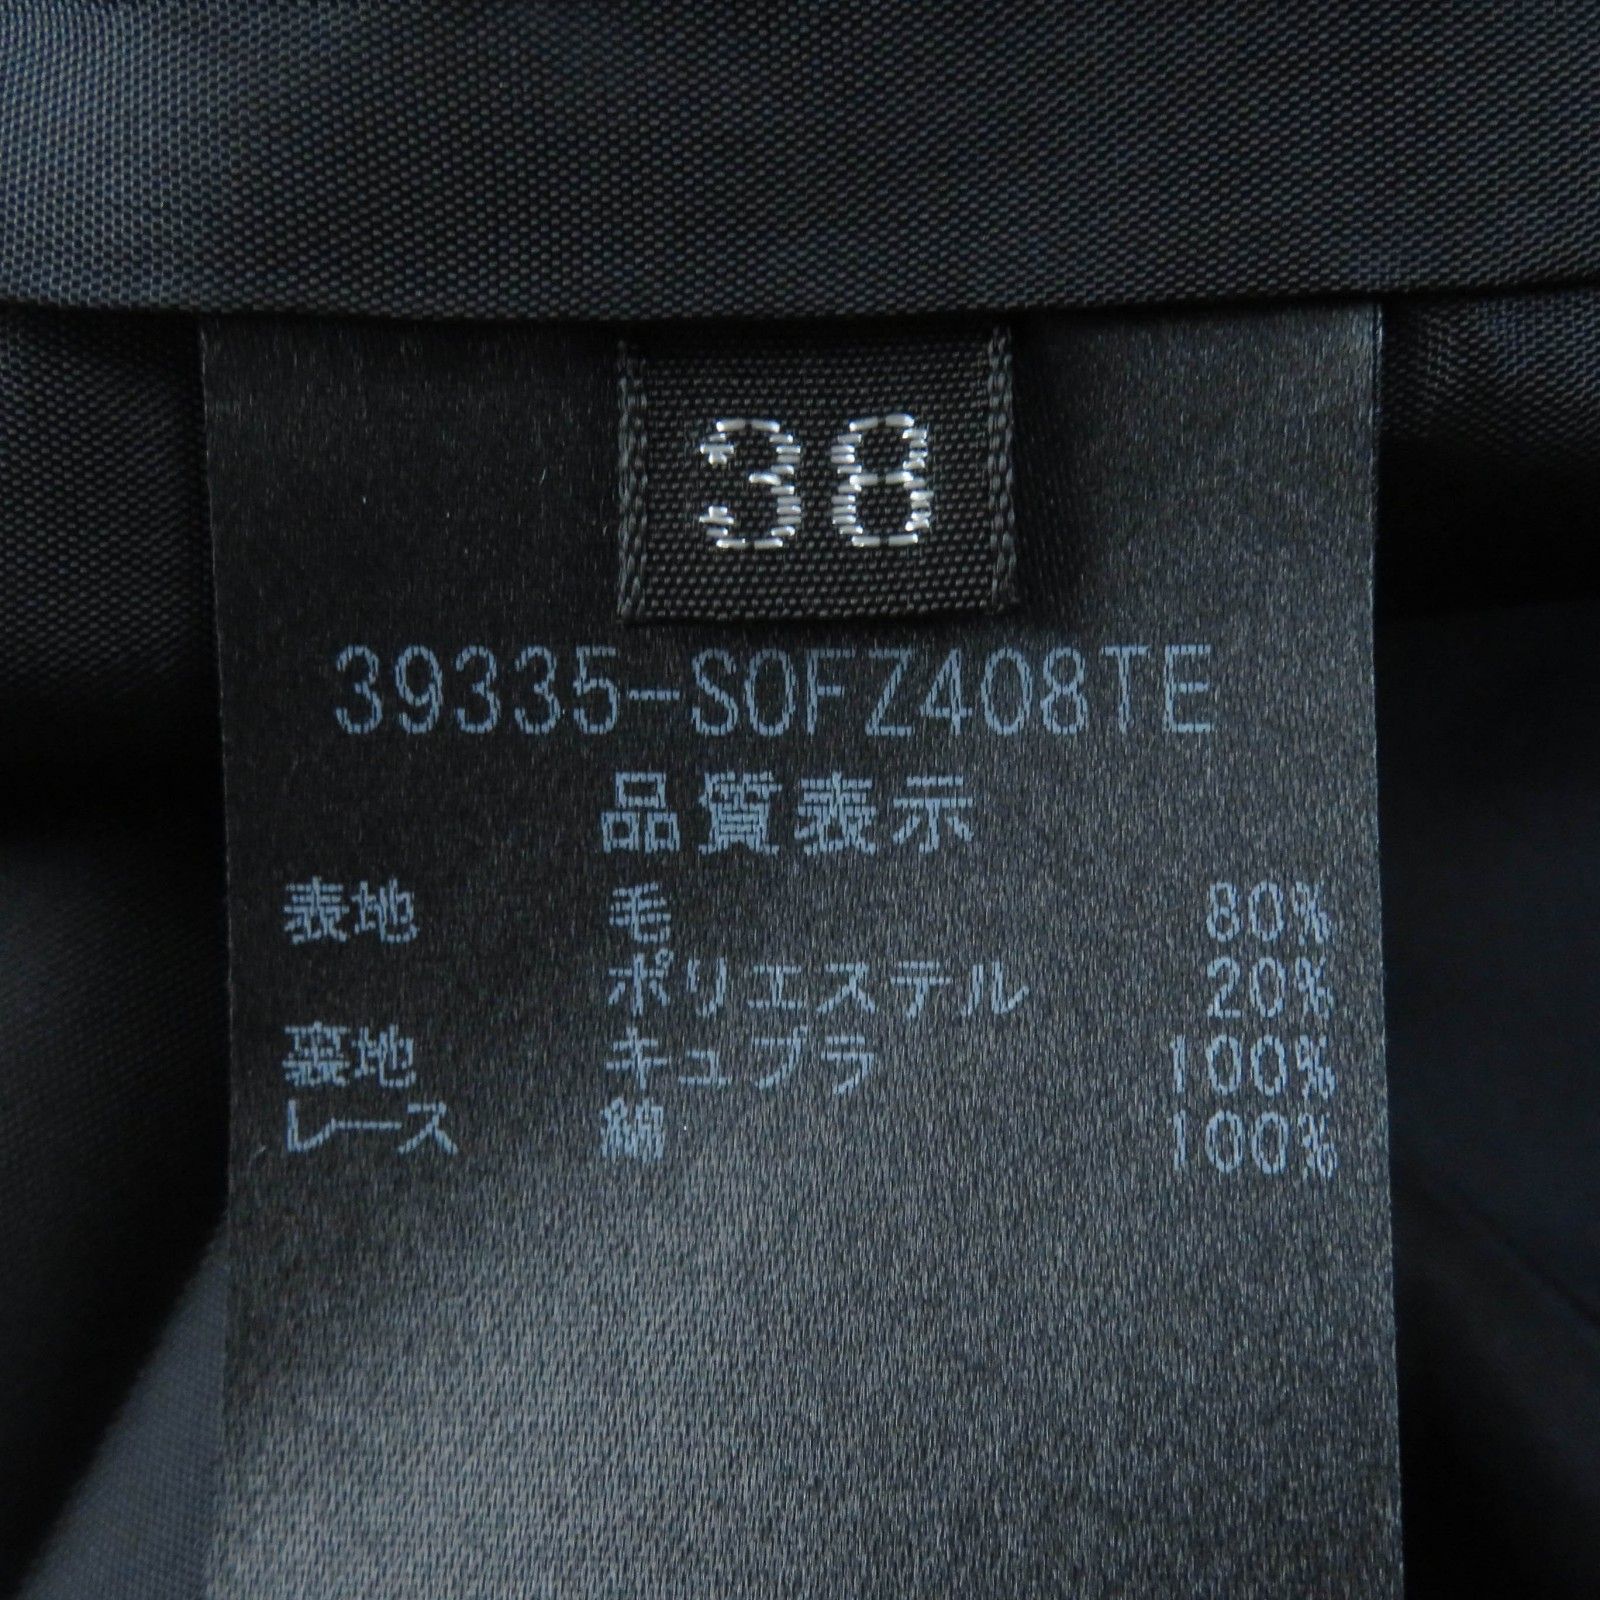 38
39335-S0FZ408TE
品質表示
表地 毛 80%
ポリエステル 20%
裏地 キュプラ 100%
レース 綿 100%